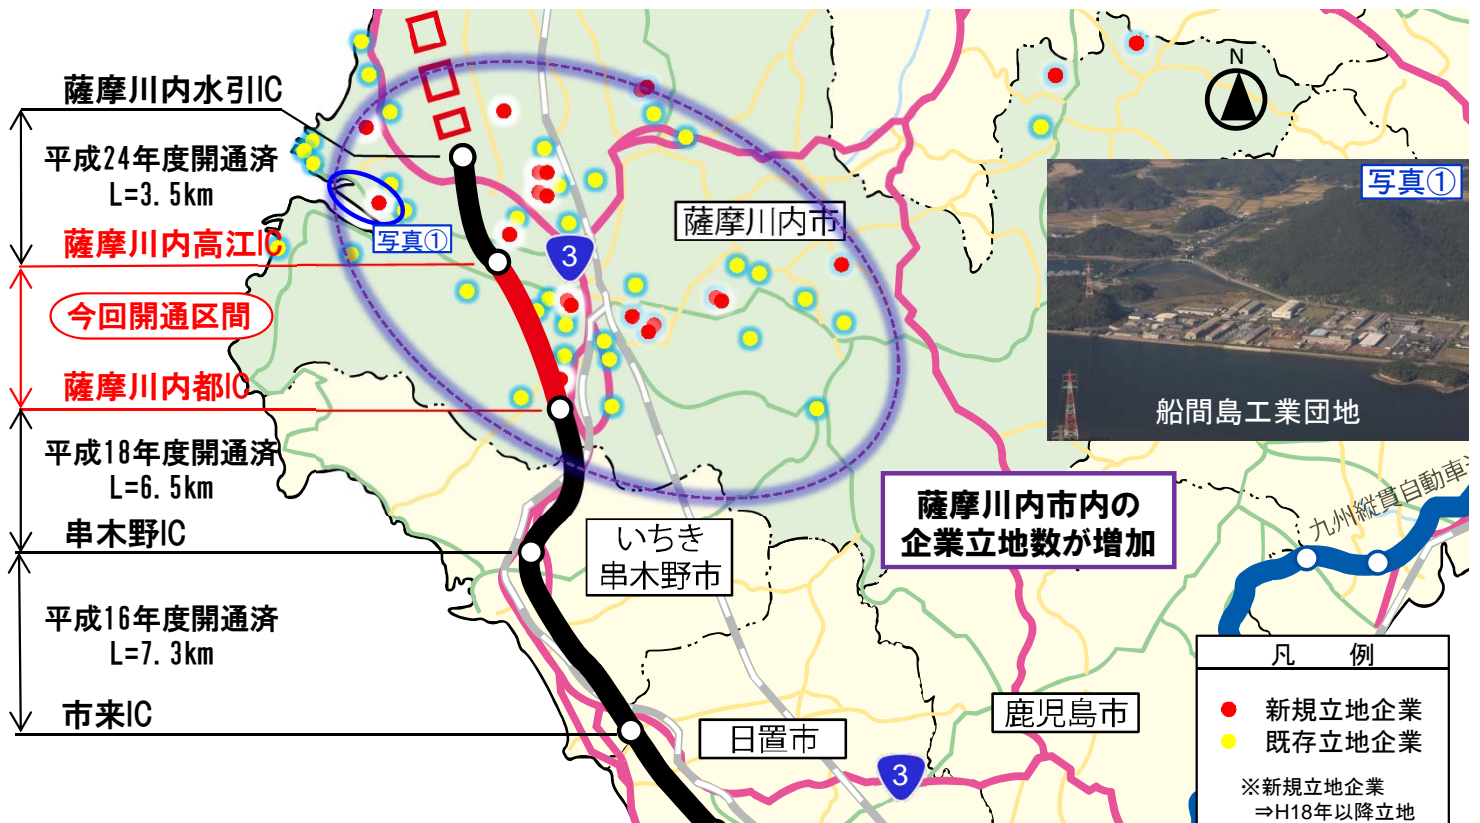 薩摩川内水引IC
平成24年度開通済
L=3.5km
薩摩川内高江IC
今回開通区間
薩摩川内都IC
平成18年度開通済
L=6.5km
串木野IC
平成16年度開通済
L=7.3km
市来IC
写真①
3
薩摩川内市
N
写真①
船間島工業団地
薩摩川内市内の
企業立地数が増加
いちき
串木野市
日置市
鹿児島市
3
九州縦貫自動車
凡 例
新規立地企業
既存立地企業
※新規立地企業
⇒H18年以降立地